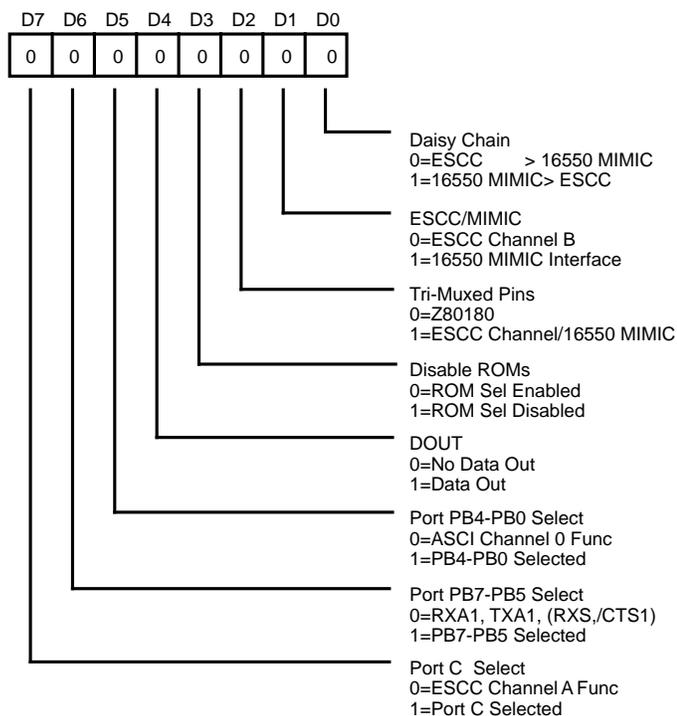 D7 D6 D5 D4 D3 D2 D1 D0
0 0 0 0 0 0 0 0
Daisy Chain
0=ESCC > 16550 MIMIC
1=16550 MIMIC> ESCC
ESCC/MIMIC
0=ESCC Channel B
1=16550 MIMIC Interface
Tri-Muxed Pins
0=Z80180
1=ESCC Channel/16550 MIMIC
Disable ROMs
0=ROM Sel Enabled
1=ROM Sel Disabled
DOUT
0=No Data Out
1=Data Out
Port PB4-PB0 Select
0=ASCI Channel 0 Func
1=PB4-PB0 Selected
Port PB7-PB5 Select
0=RXA1, TXA1, (RXS,/CTS1)
1=PB7-PB5 Selected
Port C Select
0=ESCC Channel A Func
1=Port C Selected